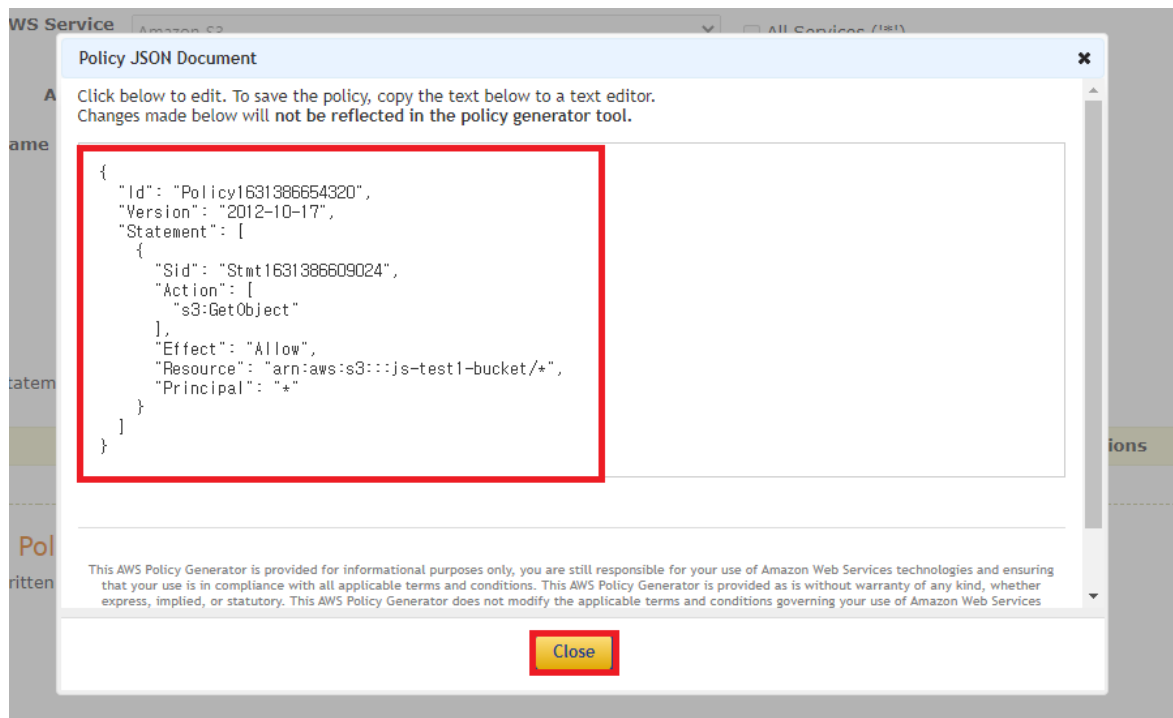 WS Service Amazon S3 All Services ('*')
Policy JSON Document
A
Click below to edit. To save the policy, copy the text below to a text editor.
Changes made below will not be reflected in the policy generator tool.
ame
{
"Id": "Policy1631386654320",
"Version": "2012-10-17",
"Statement": [
{
"Sid": "Stmt1631386609024",
"Action": [
"s3:GetObject"
],
"Effect": "Allow",
"Resource": "arn:aws:s3:::js-test1-bucket/*",
"Principal": "*"
}
]
}
tatem
ions
Pol
ritten
This AWS Policy Generator is provided for informational purposes only, you are still responsible for your use of Amazon Web Services technologies and ensuring
that your use is in compliance with all applicable terms and conditions. This AWS Policy Generator is provided as is without warranty of any kind, whether
express, implied, or statutory. This AWS Policy Generator does not modify the applicable terms and conditions governing your use of Amazon Web Services
Close